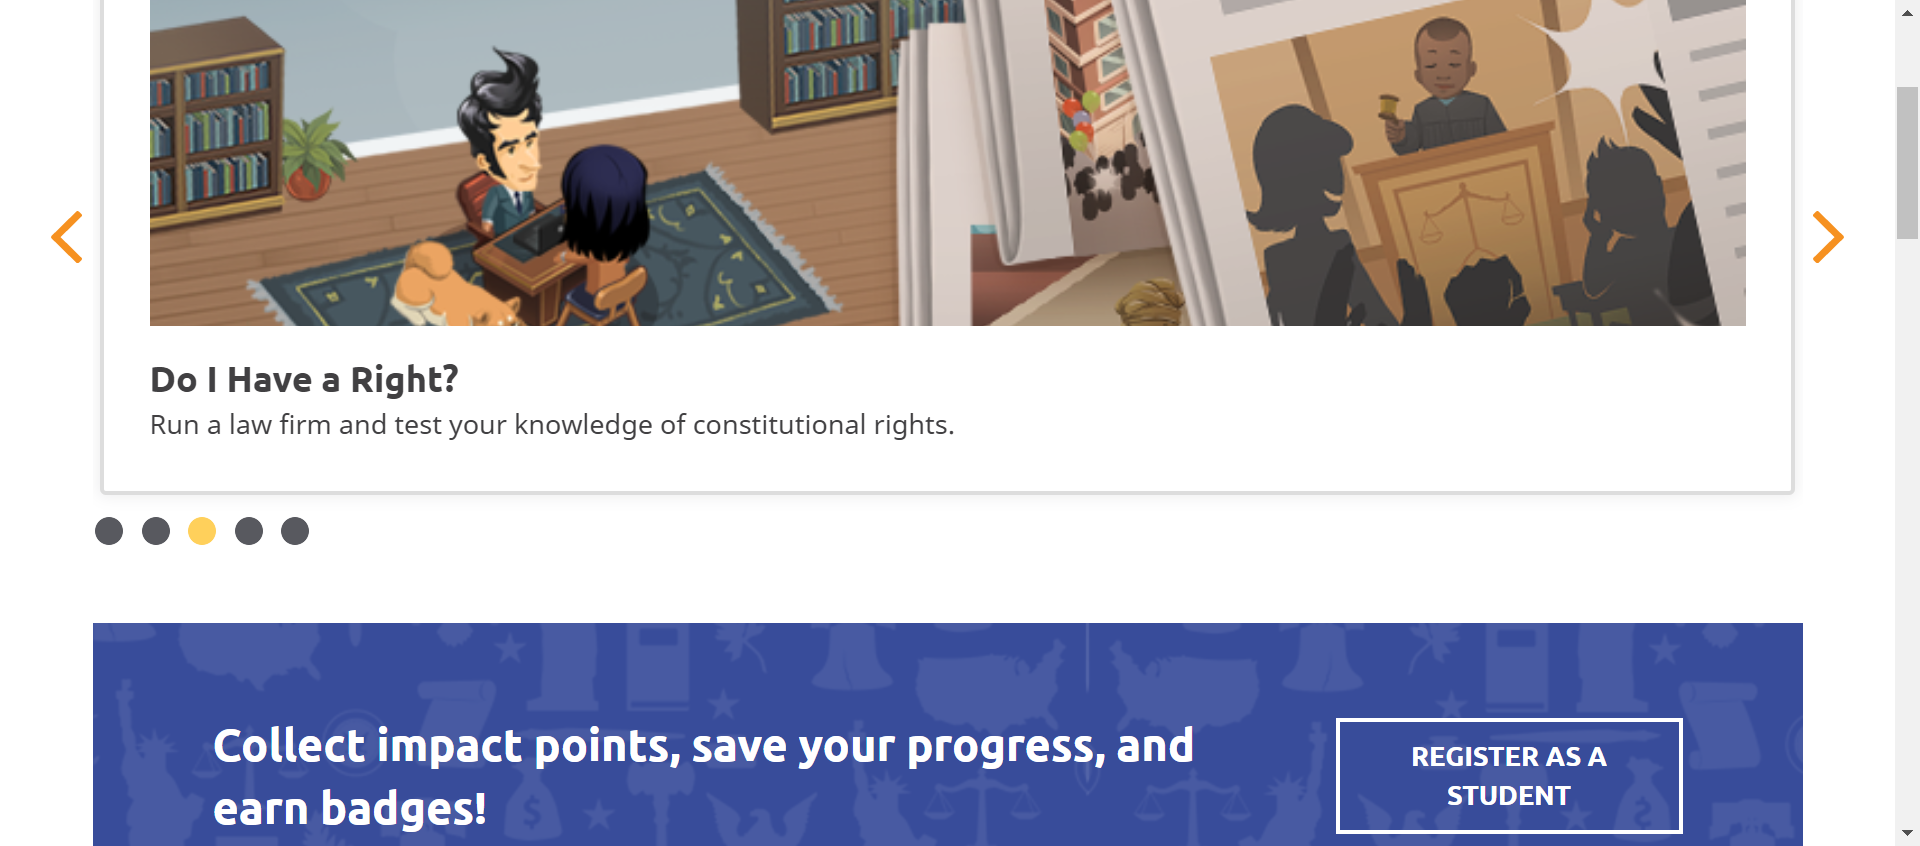 Do I Have a Right?
Run a law firm and test your knowledge of constitutional rights.
Collect impact points, save your progress, and
earn badges!
REGISTER AS A
STUDENT